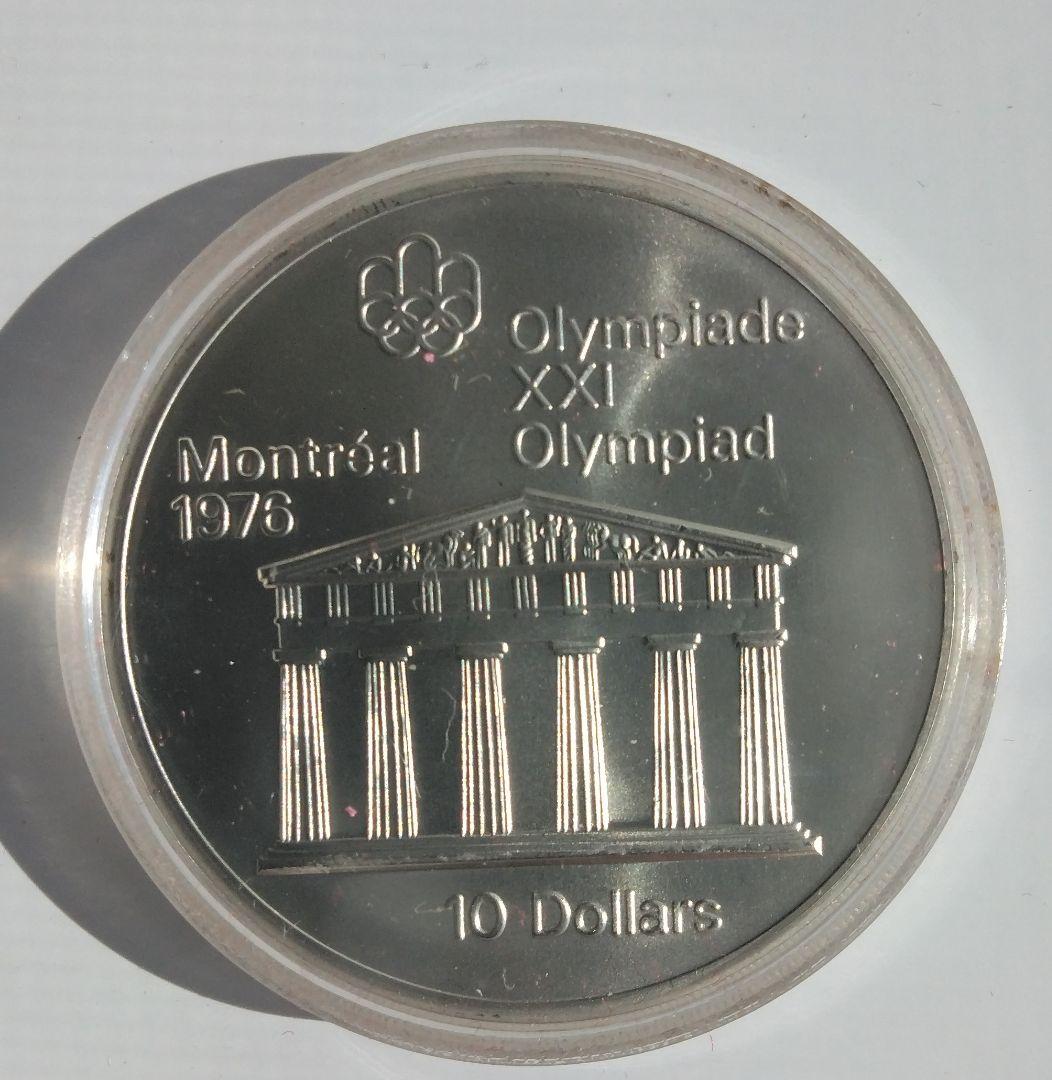 Olympiade
XXI
Olympiad
Montréal
1976
10 Dollars